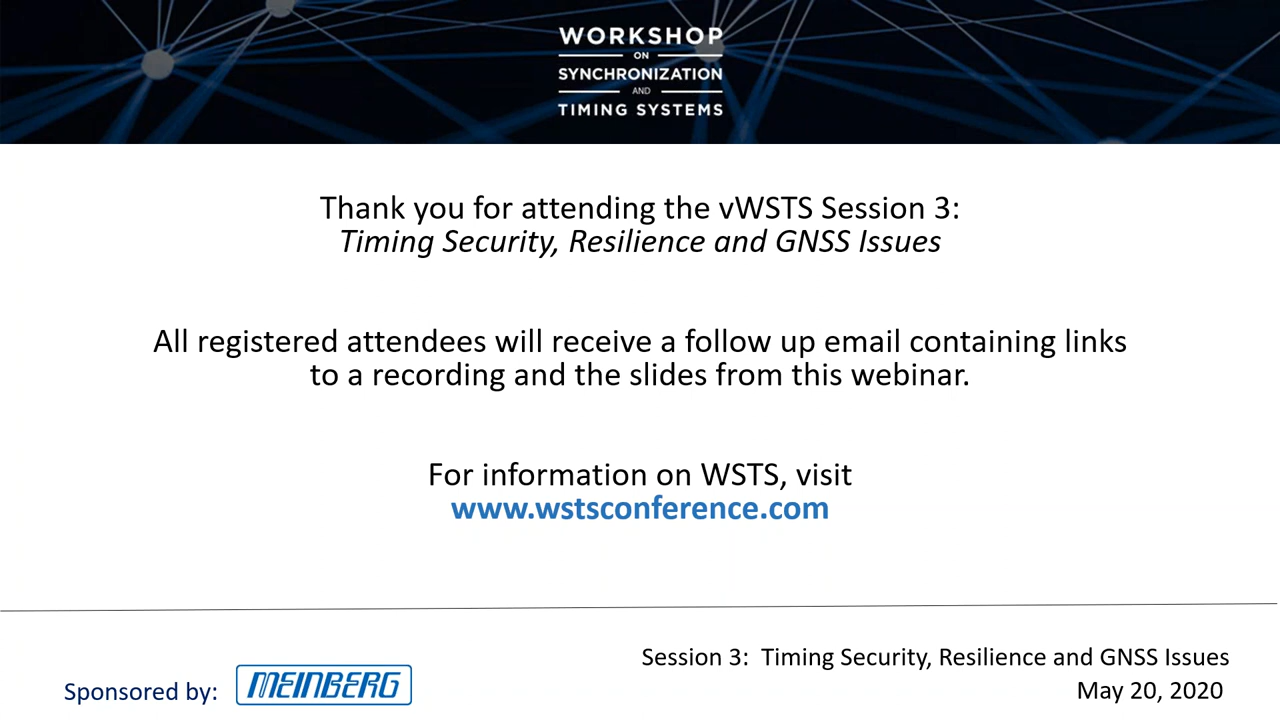 WORKSHOP
ON
SYNCHRONIZATION
AND
TIMING SYSTEMS
Thank you for attending the vWSTS Session 3:
Timing Security, Resilience and GNSS Issues
All registered attendees will receive a follow up email containing links
to a recording and the slides from this webinar.
For information on WSTS, visit
www.wstsconference.com
Session 3:  Timing Security, Resilience and GNSS Issues
May 20, 2020
Sponsored by: MEINBERG